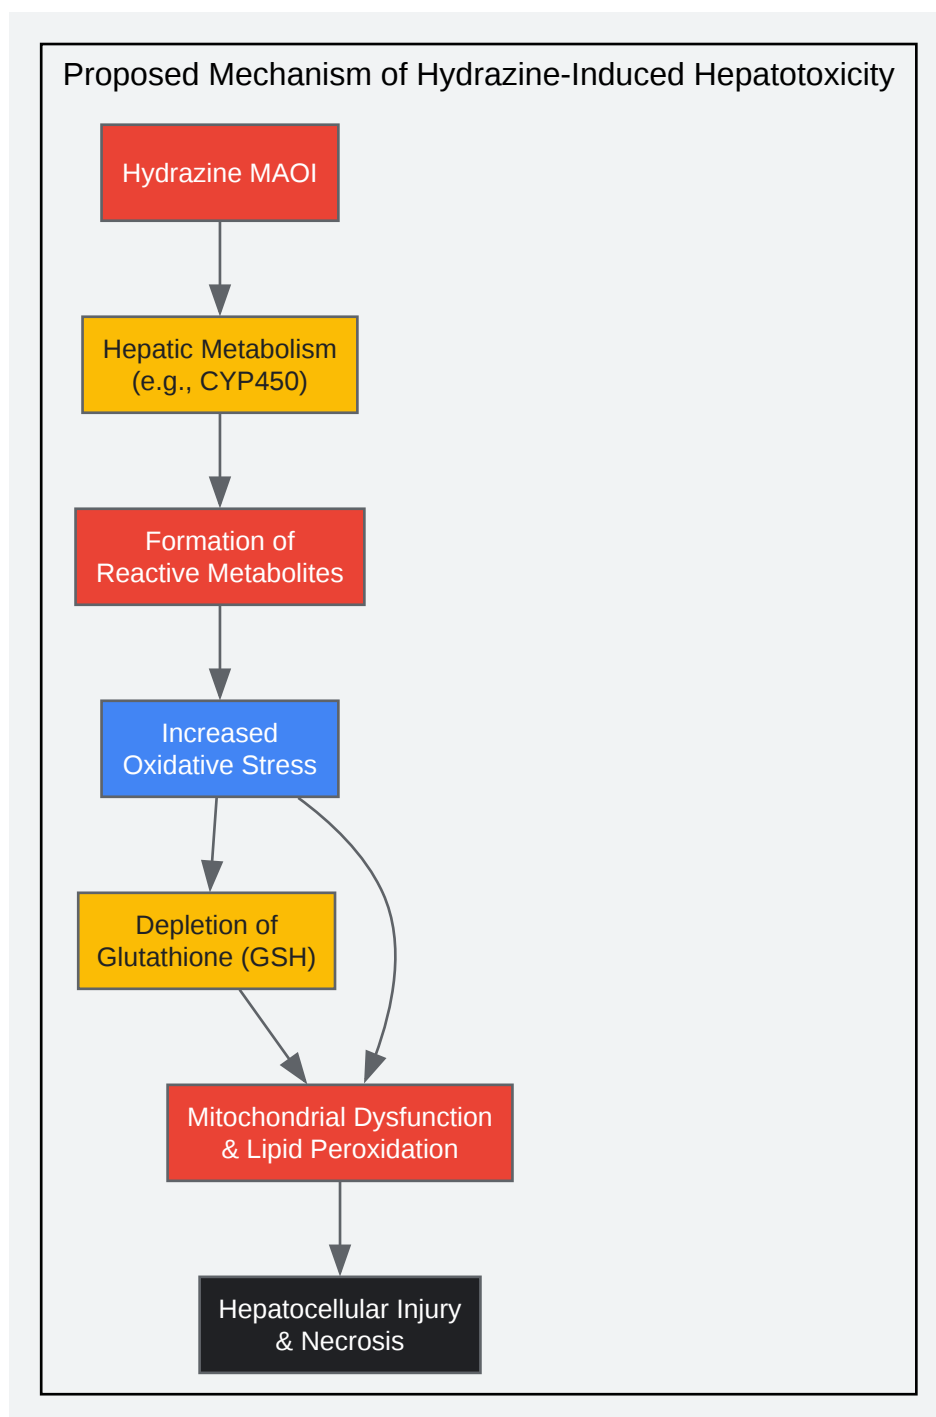 Proposed Mechanism of Hydrazine-Induced Hepatotoxicity
Hydrazine MAOI
Hepatic Metabolism
(e.g., CYP450)
Formation of
Reactive Metabolites
Increased
Oxidative Stress
Depletion of
Glutathione (GSH)
Mitochondrial Dysfunction
& Lipid Peroxidation
Hepatocellular Injury
& Necrosis